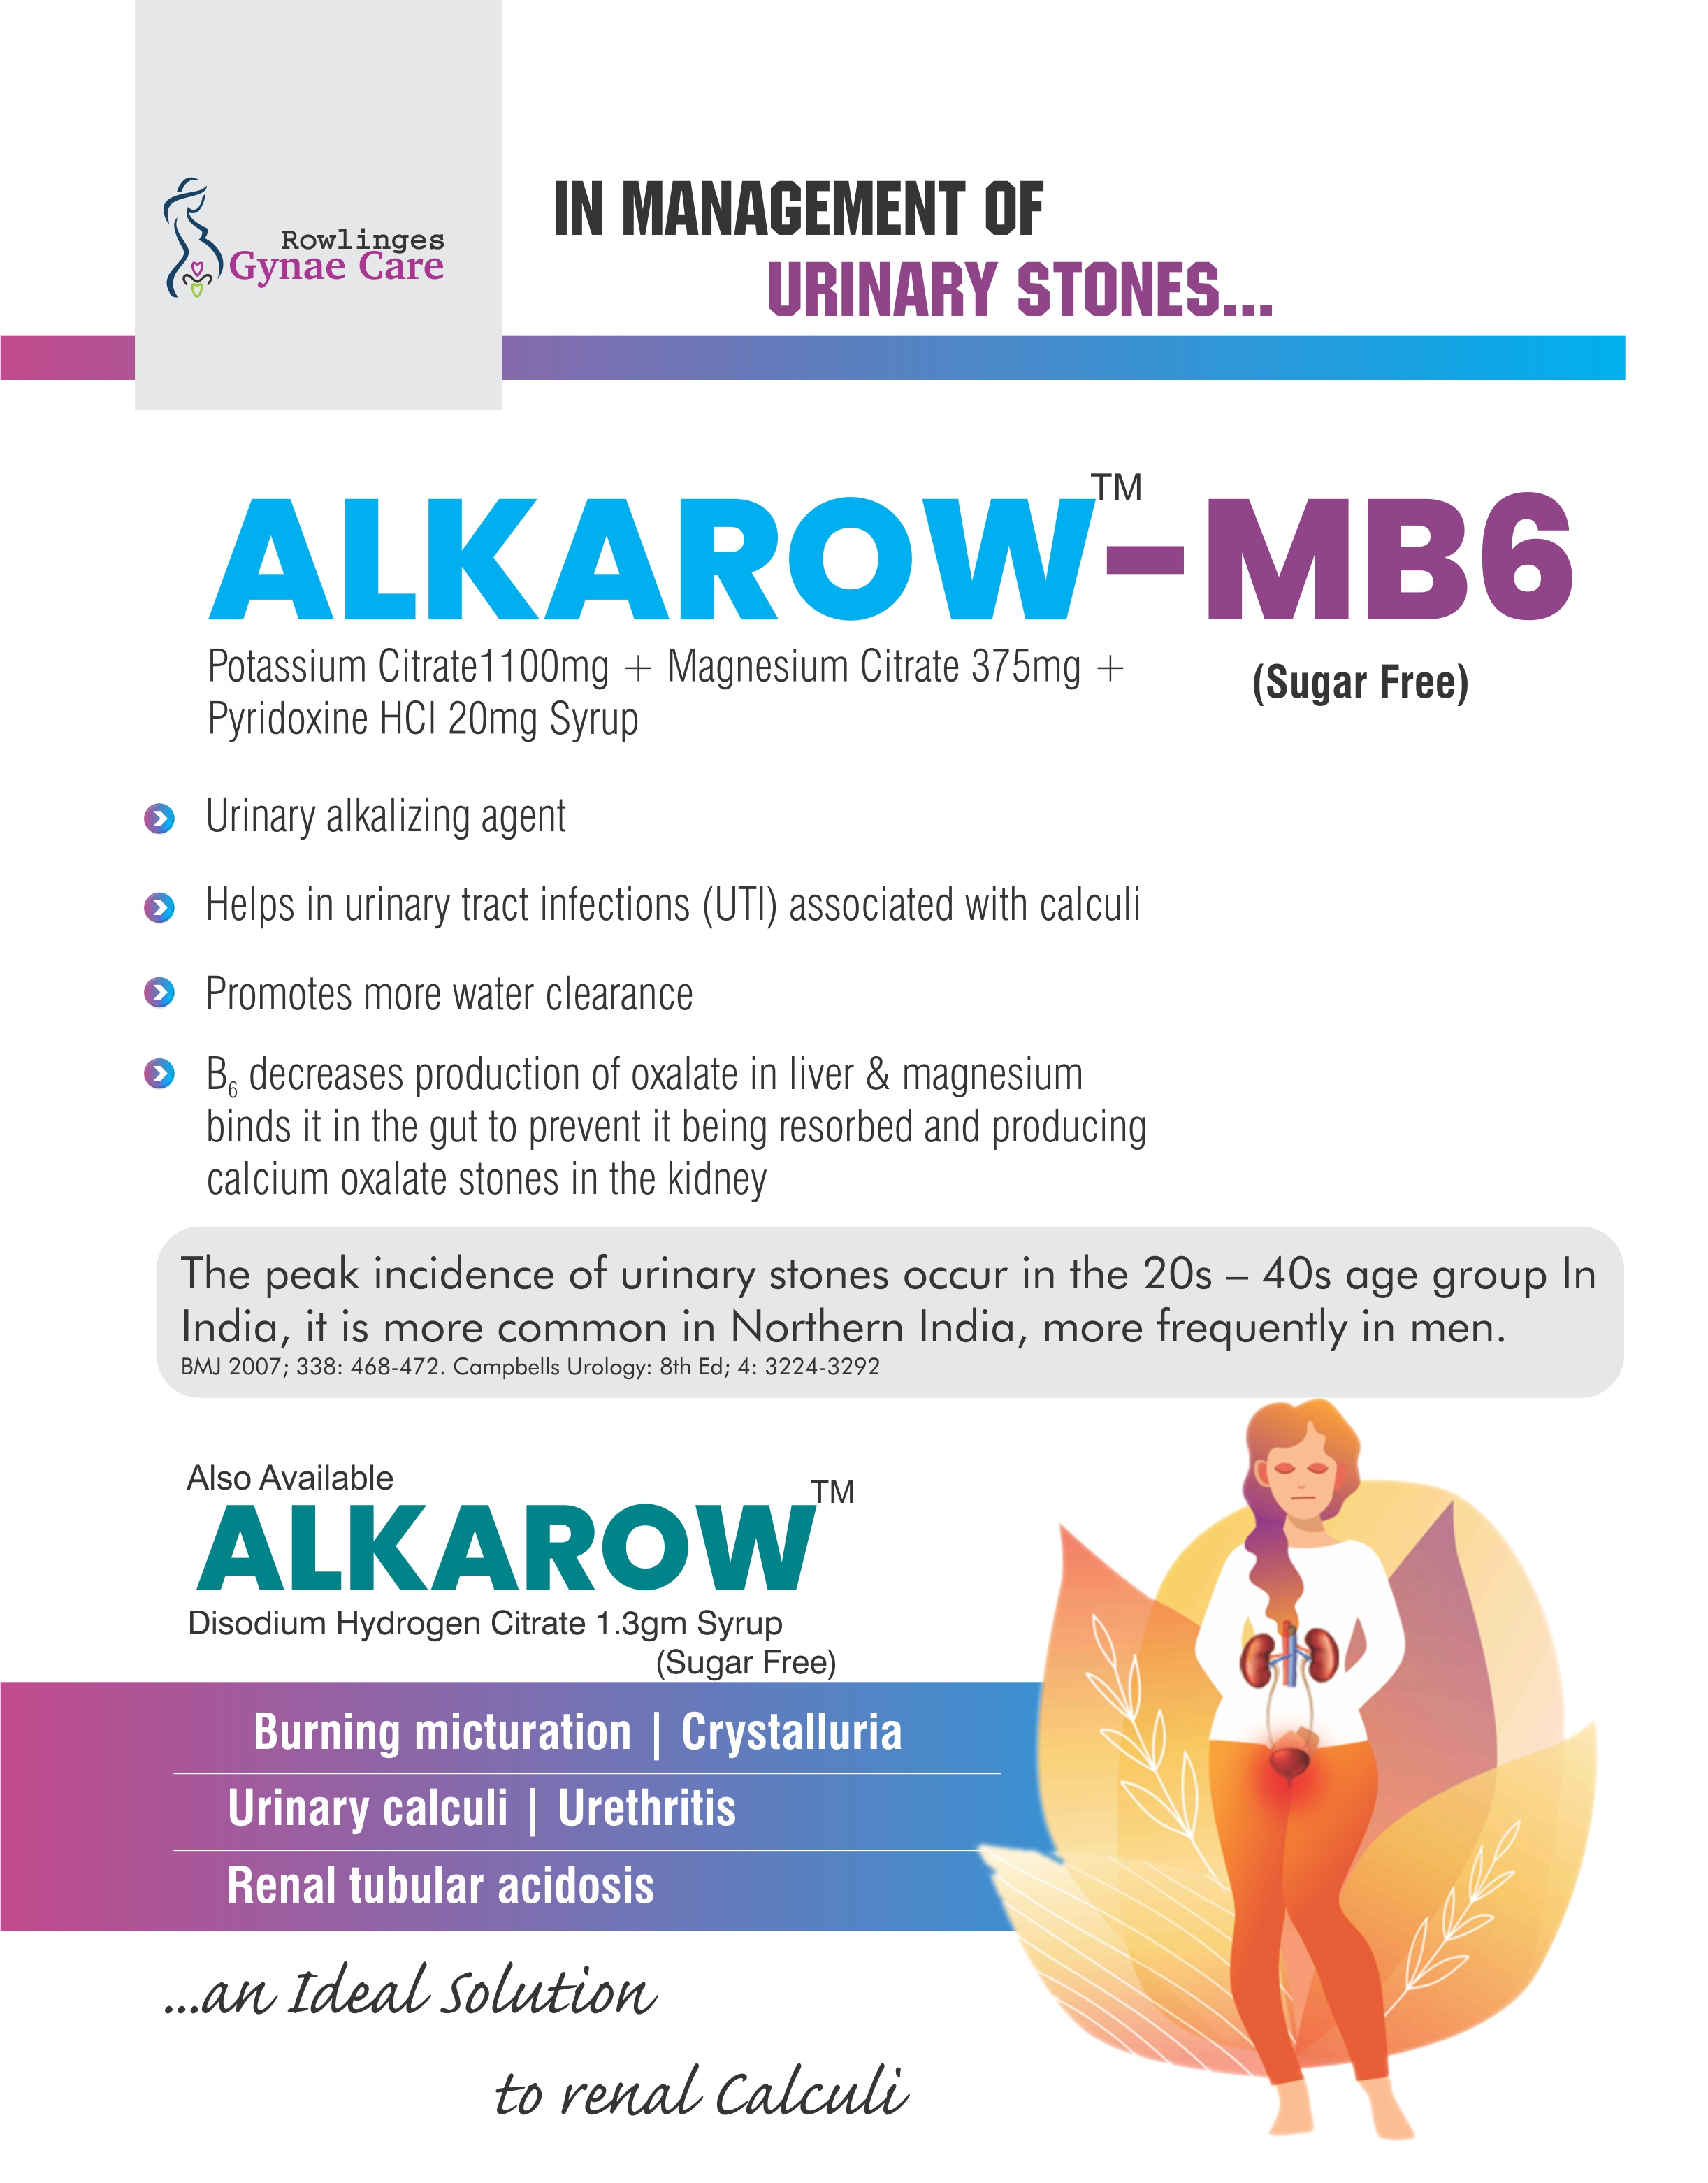 Rowlinges
Gynae Care
IN MANAGEMENT OF
URINARY STONES...
ALKAROW™-MB6
Potassium Citrate1100mg + Magnesium Citrate 375mg +
Pyridoxine HCl 20mg Syrup
(Sugar Free)
Urinary alkalizing agent
Helps in urinary tract infections (UTI) associated with calculi
Promotes more water clearance
B₆ decreases production of oxalate in liver & magnesium
binds it in the gut to prevent it being resorbed and producing
calcium oxalate stones in the kidney
The peak incidence of urinary stones occur in the 20s – 40s age group In
India, it is more common in Northern India, more frequently in men.
BMJ 2007; 338: 468-472. Campbells Urology: 8th Ed; 4: 3224-3292
Also Available
ALKAROW™
Disodium Hydrogen Citrate 1.3gm Syrup
(Sugar Free)
Burning micturation | Crystalluria
Urinary calculi | Urethritis
Renal tubular acidosis
...an Ideal Solution
to renal Calculi